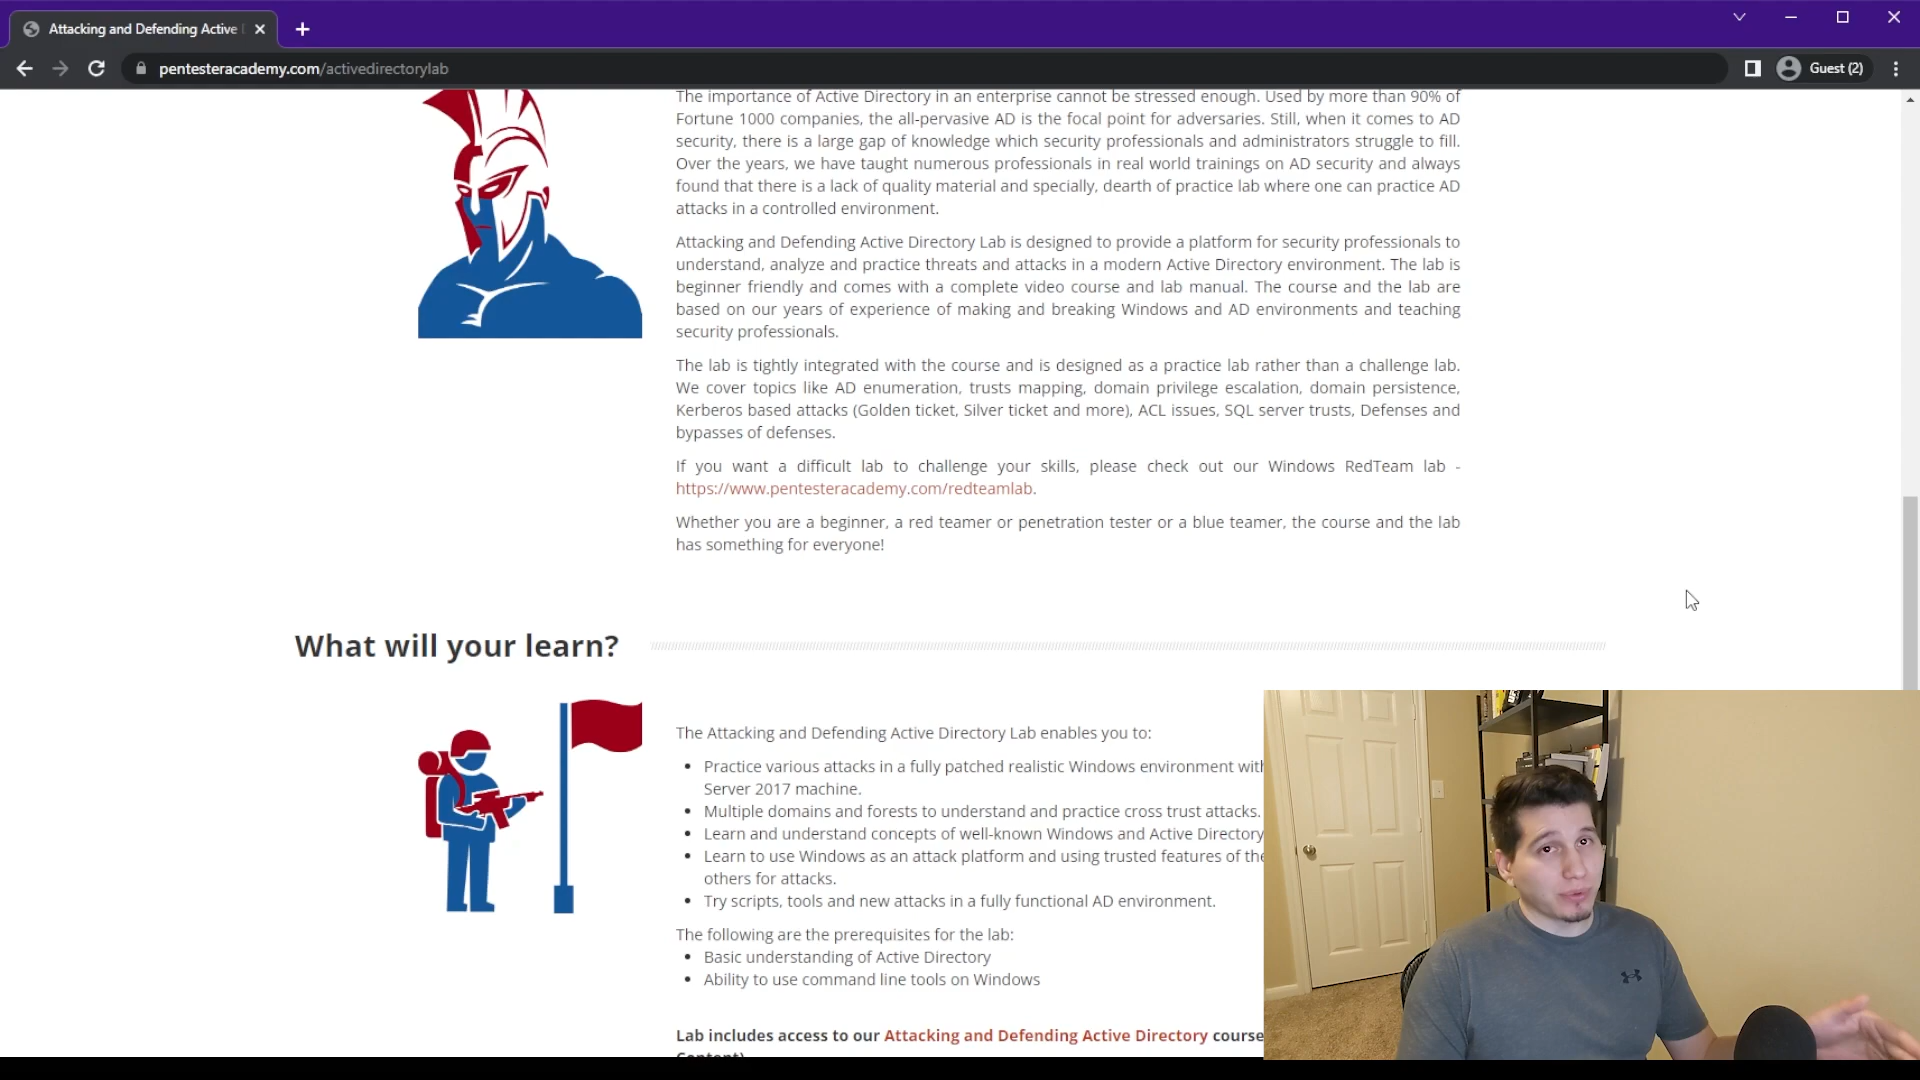 Attacking and Defending Active
pentesteracademy.com/activedirectorylab
Guest (2)
The importance of Active Directory in an enterprise cannot be stressed enough. Used by more than 90% of
Fortune 1000 companies, the all-pervasive AD is the focal point for adversaries. Still, when it comes to AD
security, there is a large gap of knowledge which security professionals and administrators struggle to fill.
Over the years, we have taught numerous professionals in real world trainings on AD security and always
found that there is a lack of quality material and specially, dearth of practice lab where one can practice AD
attacks in a controlled environment.
Attacking and Defending Active Directory Lab is designed to provide a platform for security professionals to
understand, analyze and practice threats and attacks in a modern Active Directory environment. The lab is
beginner friendly and comes with a complete video course and lab manual. The course and the lab are
based on our years of experience of making and breaking Windows and AD environments and teaching
security professionals.
The lab is tightly integrated with the course and is designed as a practice lab rather than a challenge lab.
We cover topics like AD enumeration, trusts mapping, domain privilege escalation, domain persistence,
Kerberos based attacks (Golden ticket, Silver ticket and more), ACL issues, SQL server trusts, Defenses and
bypasses of defenses.
If you want a difficult lab to challenge your skills, please check out our Windows RedTeam lab -
https://www.pentesteracademy.com/redteamlab.
Whether you are a beginner, a red teamer or penetration tester or a blue teamer, the course and the lab
has something for everyone!
What will your learn?
The Attacking and Defending Active Directory Lab enables you to:
Practice various attacks in a fully patched realistic Windows environment with
Server 2017 machine.
Multiple domains and forests to understand and practice cross trust attacks.
Learn and understand concepts of well-known Windows and Active Directory
Learn to use Windows as an attack platform and using trusted features of the
others for attacks.
Try scripts, tools and new attacks in a fully functional AD environment.
The following are the prerequisites for the lab:
Basic understanding of Active Directory
Ability to use command line tools on Windows
Lab includes access to our Attacking and Defending Active Directory course